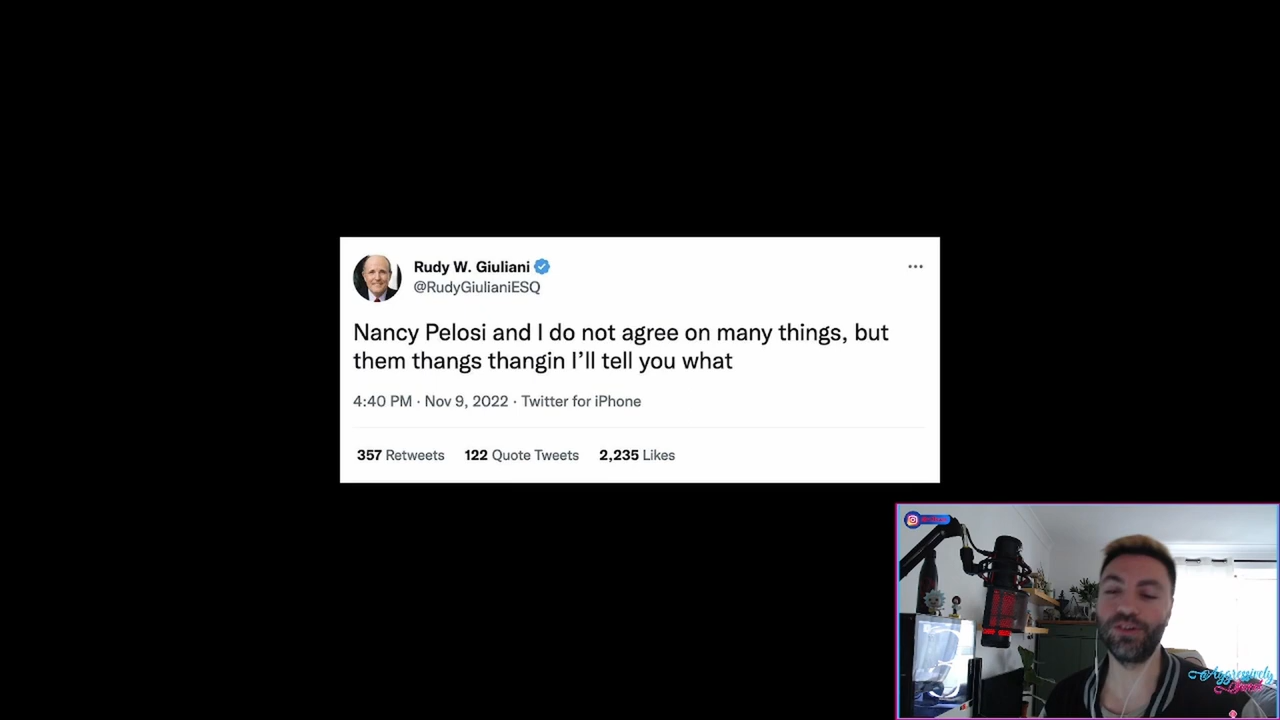 Rudy W. Giuliani
@RudyGiulianiESQ
Nancy Pelosi and I do not agree on many things, but
them thangs thangin I’ll tell you what
4:40 PM · Nov 9, 2022 · Twitter for iPhone
357 Retweets 122 Quote Tweets 2,235 Likes